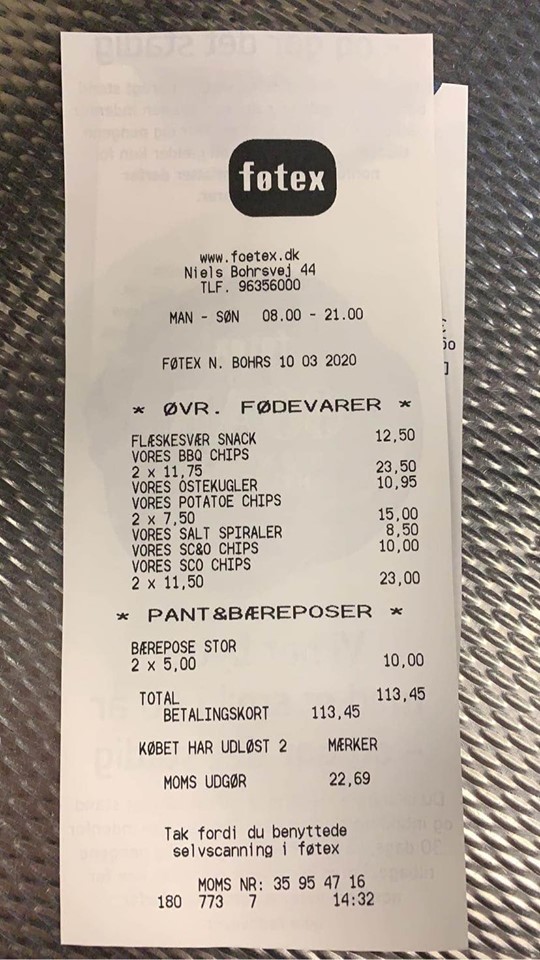 føtex
www.foetex.dk
Niels Bohrsvej 44
TLF. 96356000
MAN - SØN 08.00 - 21.00
FØTEX N. BOHRS 10 03 2020
* ØVR. FØDEVARER *
FLÆSKESVÆR SNACK 12,50
VORES BBQ CHIPS
2 x 11,75 23,50
VORES OSTEKUGLER 10,95
VORES POTATOE CHIPS
2 x 7,50 15,00
VORES SALT SPIRALER 8,50
VORES SC&O CHIPS 10,00
VORES SCO CHIPS
2 x 11,50 23,00
* PANT&BÆREPOSER *
BÆREPOSE STOR
2 x 5,00 10,00
TOTAL 113,45
BETALINGSKORT 113,45
KØBET HAR UDLØST 2 MÆRKER
MOMS UDGØR 22,69
Tak fordi du benyttede
selvscanning i føtex
MOMS NR: 35 95 47 16
180 773 7 14:32